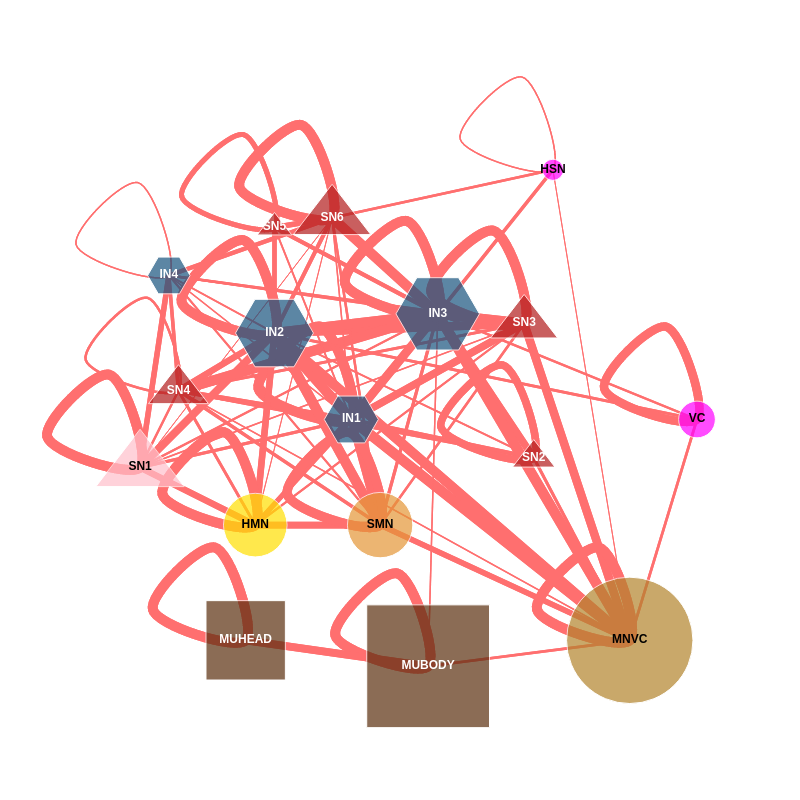 HSN
SN6
SN5
IN4
IN3
SN3
IN2
SN4
IN1
VC
SN2
SN1
HMN
SMN
MUHEAD
MNVC
MUBODY